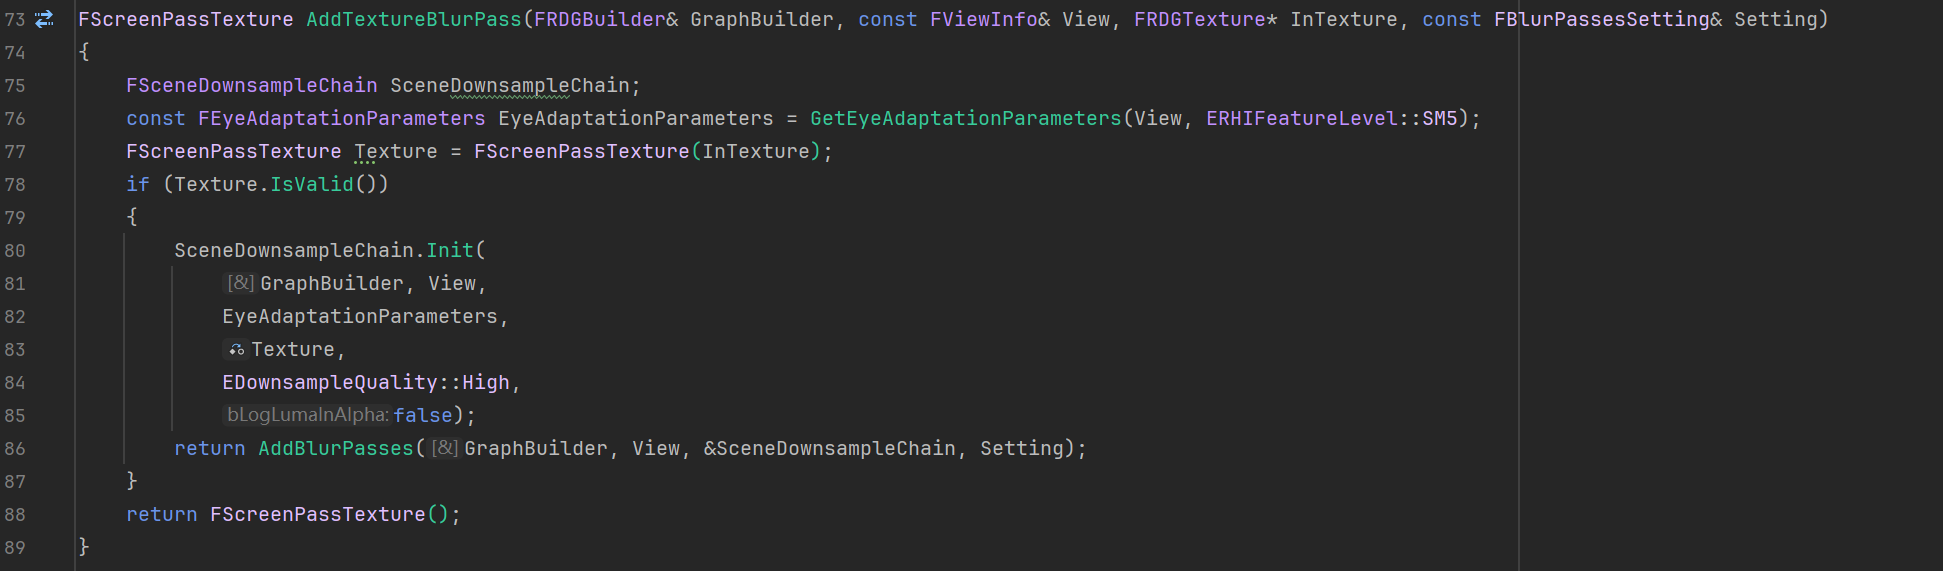 73 FScreenPassTexture AddTextureBlurPass(FRDGBuilder& GraphBuilder, const FViewInfo& View, FRDGTexture* InTexture, const FBlurPassesSetting& Setting)
74 {
75 FSceneDownsampleChain SceneDownsampleChain;
76 const FEyeAdaptationParameters EyeAdaptationParameters = GetEyeAdaptationParameters(View, ERHIFeatureLevel::SM5);
77 FScreenPassTexture Texture = FScreenPassTexture(InTexture);
78 if (Texture.IsValid())
79 {
80 SceneDownsampleChain.Init(
81 [&]GraphBuilder, View,
82 EyeAdaptationParameters,
83 Texture,
84 EDownsampleQuality::High,
85 bLogLumaInAlpha:false);
86 return AddBlurPasses([&]GraphBuilder, View, &SceneDownsampleChain, Setting);
87 }
88 return FScreenPassTexture();
89 }